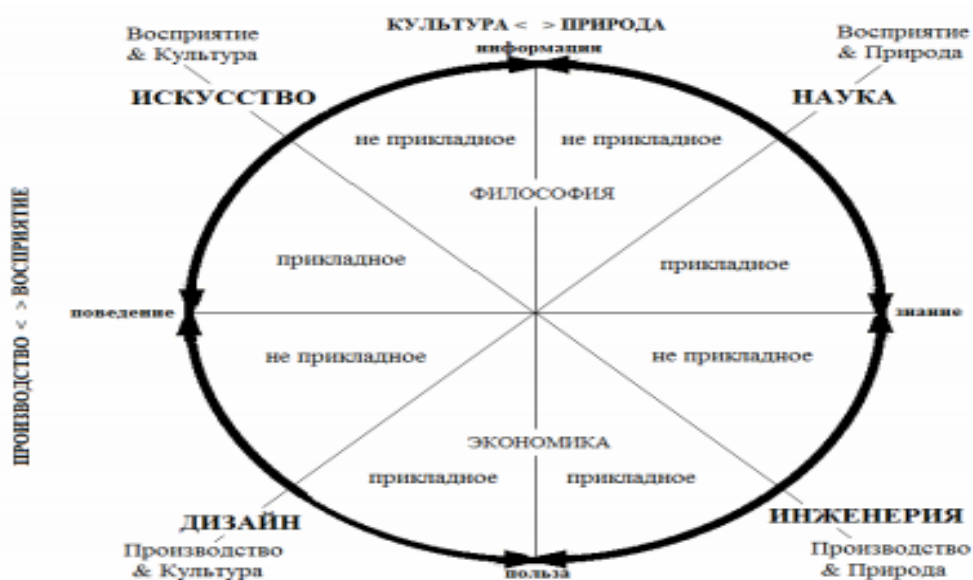 КУЛЬТУРА < > ПРИРОДА
информация
Восприятие
& Культура
ИСКУССТВО
Восприятие
& Природа
НАУКА
не прикладное
не прикладное
ФИЛОСОФИЯ
ПРОИЗВОДСТВО < > ВОСПРИЯТИЕ
прикладное
прикладное
поведение
знание
не прикладное
не прикладное
ЭКОНОМИКА
прикладное
прикладное
ДИЗАЙН
Производство
& Культура
ИНЖЕНЕРИЯ
Производство
& Природа
польза